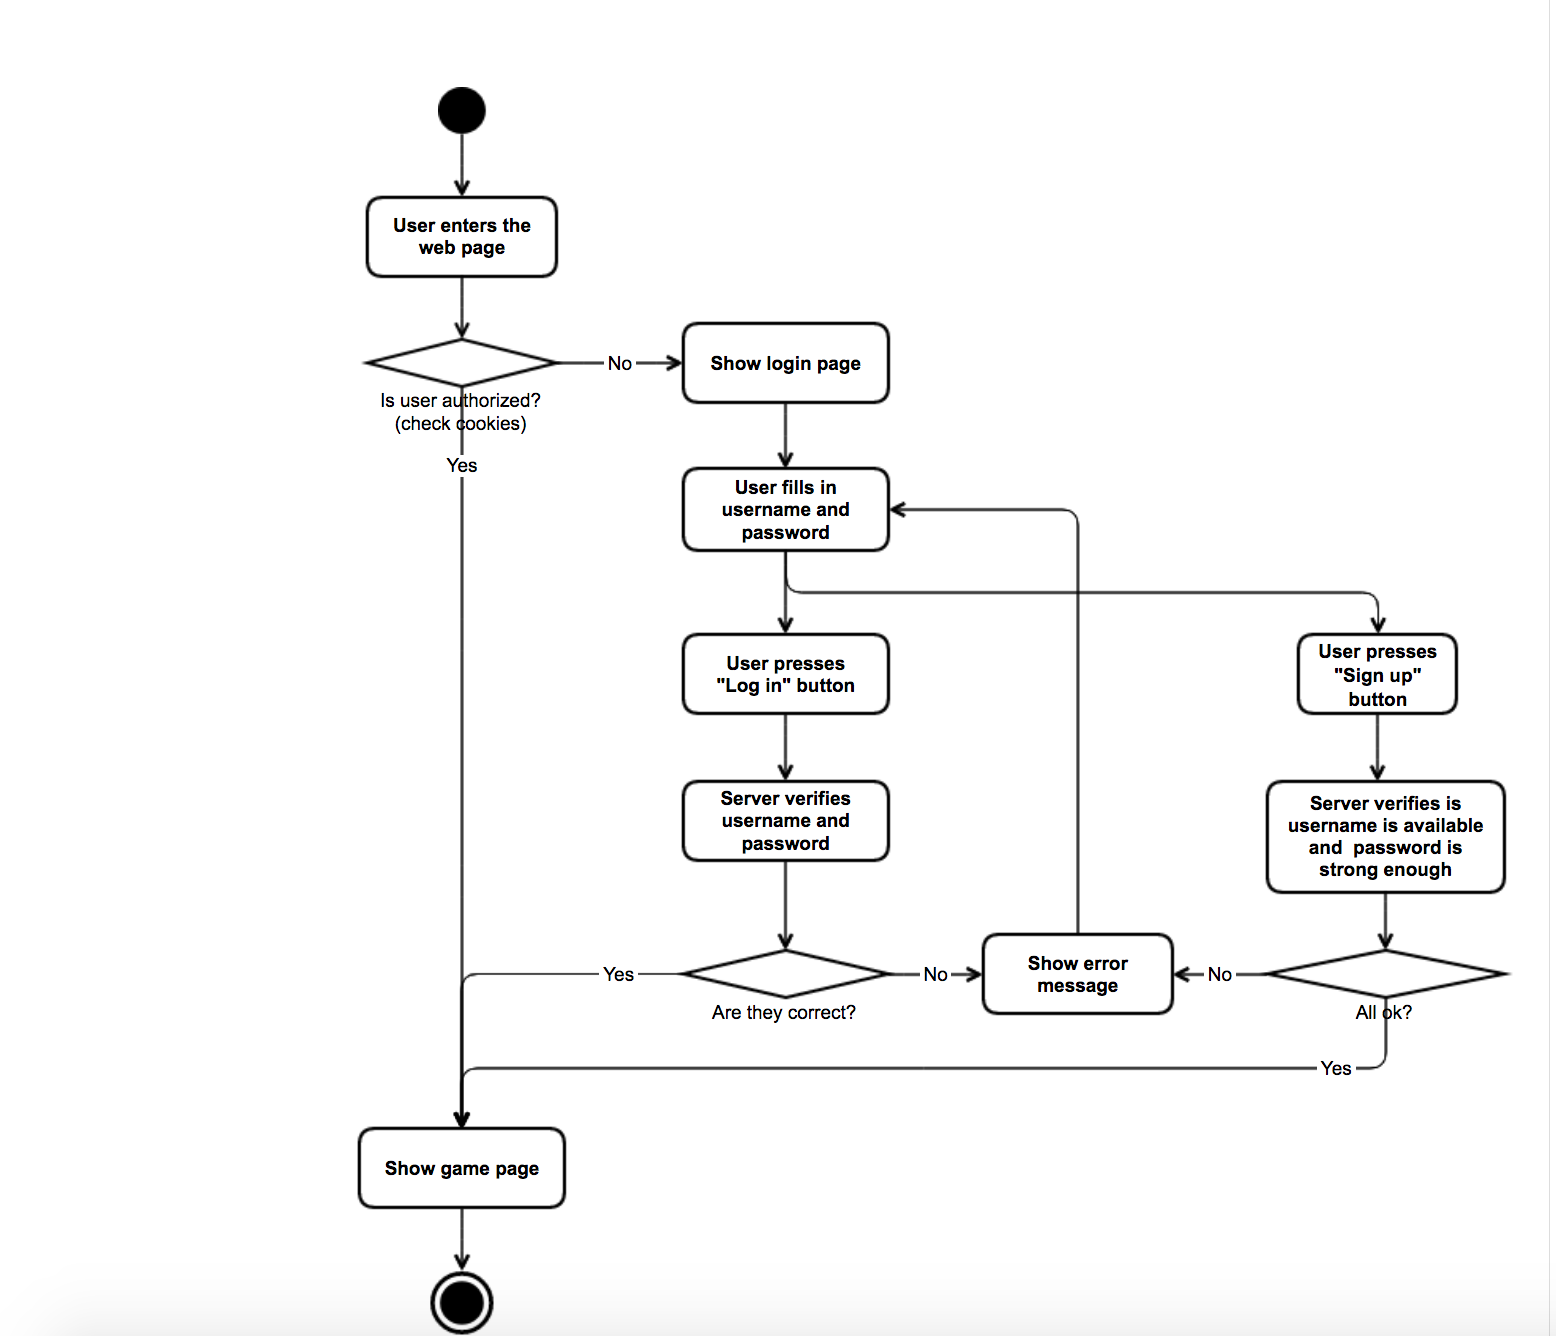 User enters the
web page
No
Show login page
Is user authorized?
(check cookies)
Yes
User fills in
username and
password
User presses
"Log in" button
User presses
"Sign up"
button
Server verifies
username and
password
Server verifies is
username is available
and  password is
strong enough
Yes
No
Show error
message
No
Are they correct?
All ok?
Yes
Show game page